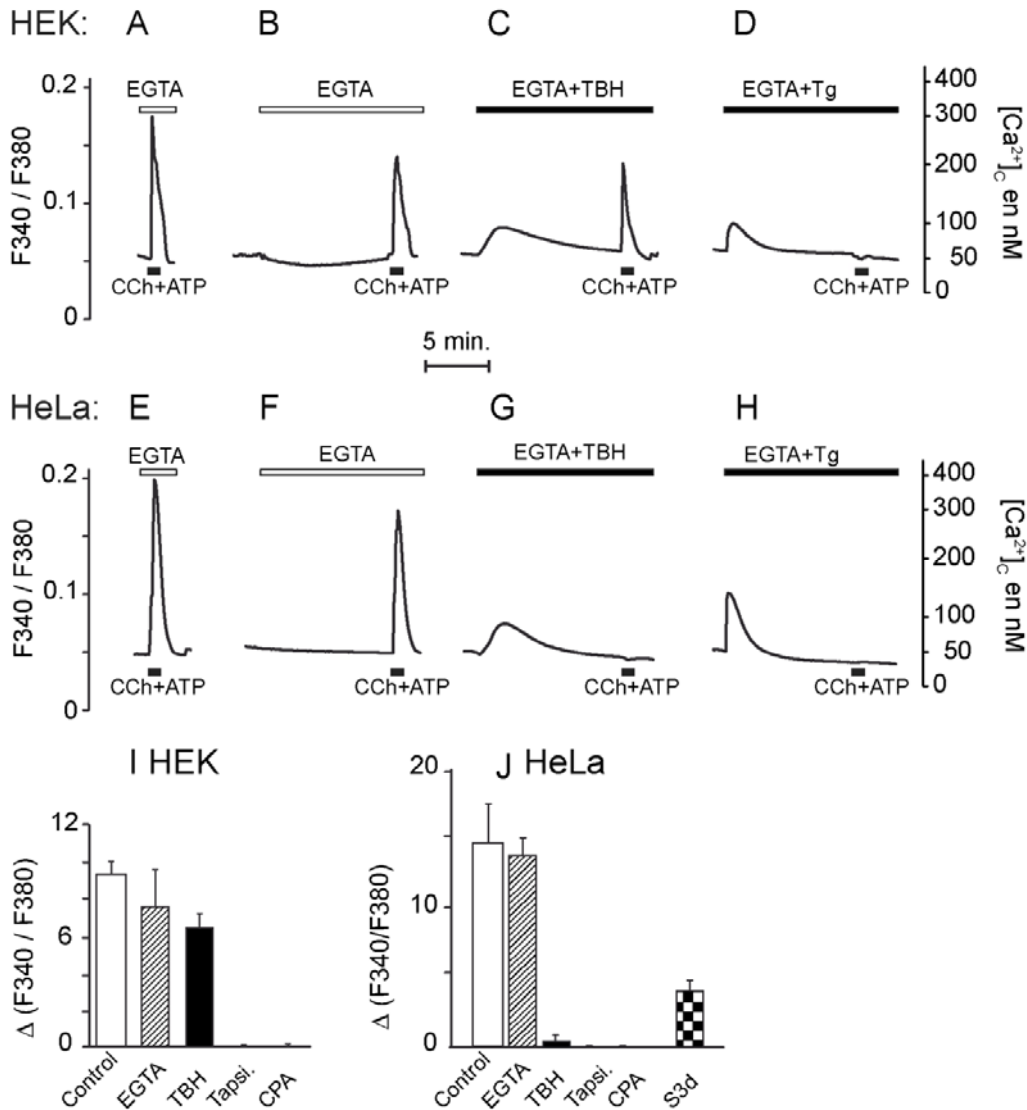 HEK: A B C D
EGTA EGTA EGTA+TBH EGTA+Tg
0.2
0.1
0
F340 / F380
400
300
200
100
50
0
[Ca²⁺]c en nM
CCh+ATP CCh+ATP CCh+ATP CCh+ATP
5 min.
HeLa: E F G H
EGTA EGTA EGTA+TBH EGTA+Tg
0.2
0.1
0
F340 / F380
400
300
200
100
50
0
[Ca²⁺]c en nM
CCh+ATP CCh+ATP CCh+ATP CCh+ATP
I HEK
12
6
0
Δ (F340 / F380)
Control EGTA TBH Tapsi. CPA
J HeLa
20
10
0
Δ (F340/F380)
Control EGTA TBH Tapsi. CPA S3d